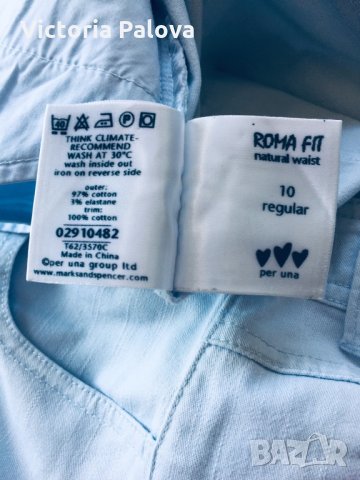 Victoria Palova
40
THINK CLIMATE-
RECOMMEND
WASH AT 30°C
wash inside out
iron on reverse side
outer:
97% cotton
3% elastane
trim:
100% cotton
02910482
T62/3570C
Made in China
©per una group ltd
www.marksandspencer.com
ROMA FIT
natural waist
10
regular
per una
BAZAR